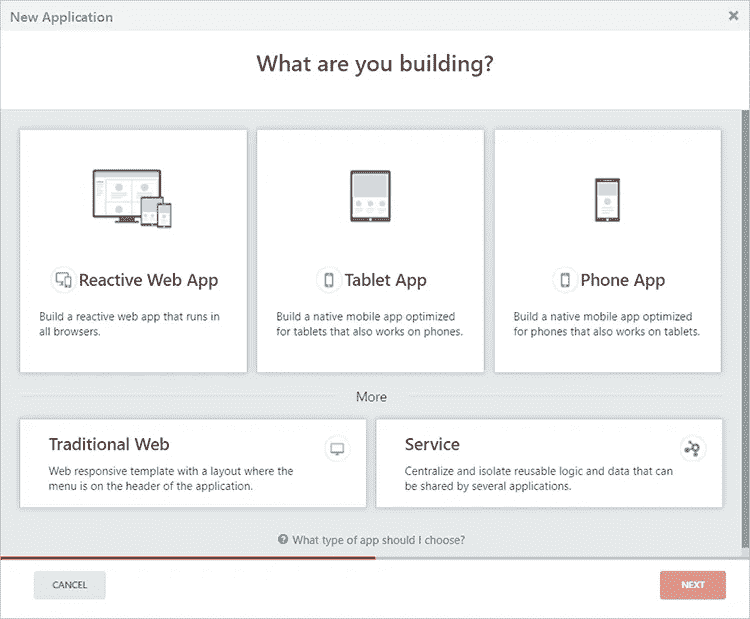 New Application
What are you building?
Reactive Web App
Build a reactive web app that runs in
all browsers.
Tablet App
Build a native mobile app optimized
for tablets that also works on phones.
Phone App
Build a native mobile app optimized
for phones that also works on tablets.
More
Traditional Web
Web responsive template with a layout where the
menu is on the header of the application.
Service
Centralize and isolate reusable logic and data that can
be shared by several applications.
What type of app should I choose?
CANCEL
NEXT